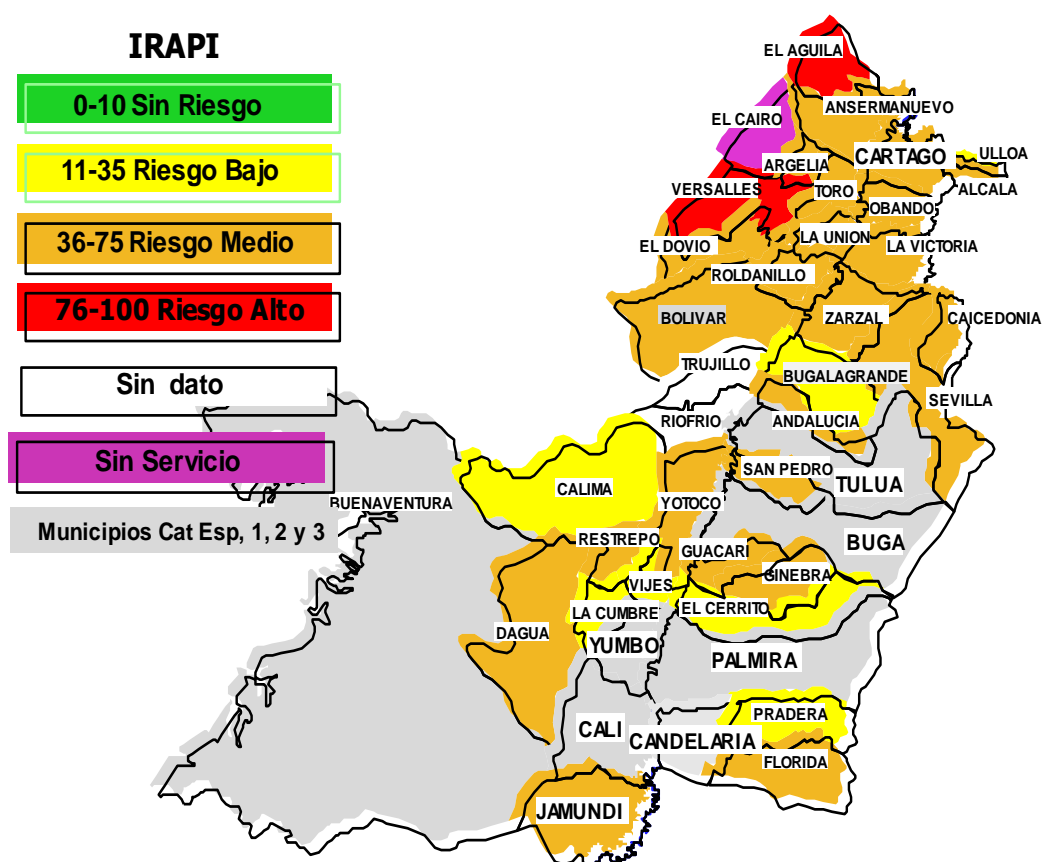 IRAPI
0-10 Sin Riesgo
11-35 Riesgo Bajo
36-75 Riesgo Medio
76-100 Riesgo Alto
Sin dato
Sin Servicio
Municipios Cat Esp, 1, 2 y 3
EL AGUILA
ANSERMANUEVO
EL CAIRO
ARGELIA
CARTAGO
ULLOA
VERSALLES
TORO
ALCALA
OBANDO
EL DOVIO
LA UNION
LA VICTORIA
ROLDANILLO
BOLIVAR
ZARZAL
CAICEDONIA
TRUJILLO
BUGALAGRANDE
SEVILLA
RIOFRIO
ANDALUCIA
SAN PEDRO
TULUA
CALIMA
BUENAVENTURA
YOTOCO
RESTREPO
GUACARI
BUGA
VIJES
GINEBRA
LA CUMBRE
EL CERRITO
DAGUA
YUMBO
PALMIRA
PRADERA
CALI
CANDELARIA
FLORIDA
JAMUNDI